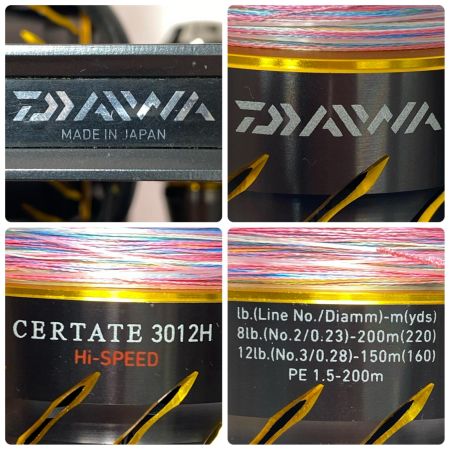 DAIWA
MADE IN JAPAN
DAIWA
CERTATE 3012H
Hi-SPEED
lb.(Line No./Diamm)-m(yds)
8lb.(No.2/0.23)-200m(220)
12lb.(No.3/0.28)-150m(160)
PE 1.5-200m